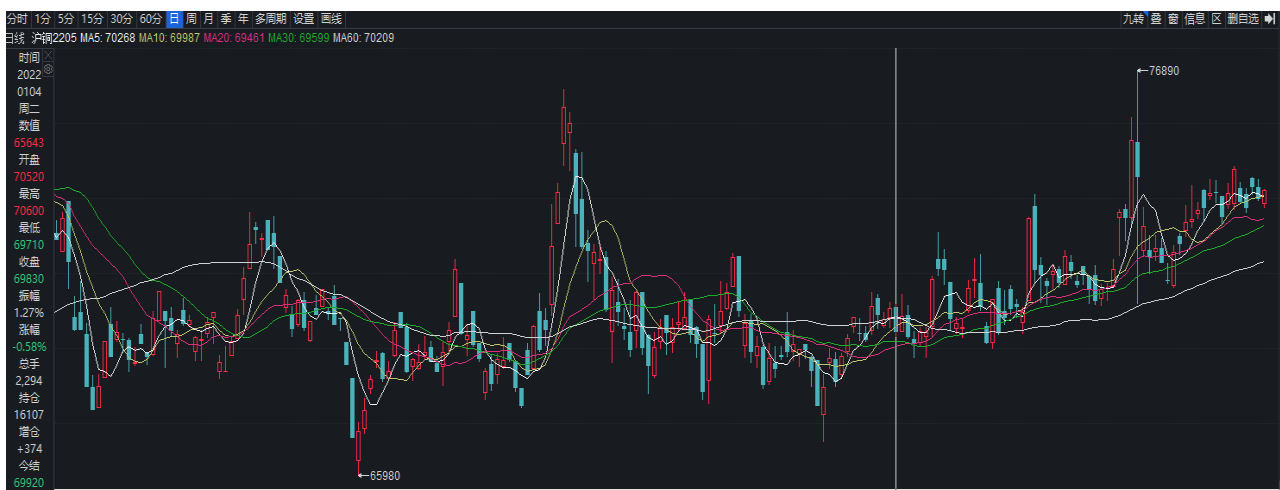 分时 1分 5分 15分 30分 60分 日 周 月 季 年 多周期 设置 画线 九转 叠 窗 信息 区 删自选
日线 沪铜2205 MA5: 70268 MA10: 69987 MA20: 69461 MA30: 69599 MA60: 70209
时间
2022
0104
周二
数值
65643
开盘
70520
最高
70600
最低
69710
收盘
69830
振幅
1.27%
涨幅
-0.58%
总手
2,294
持仓
16107
增仓
+374
今结
69920
76890
65980